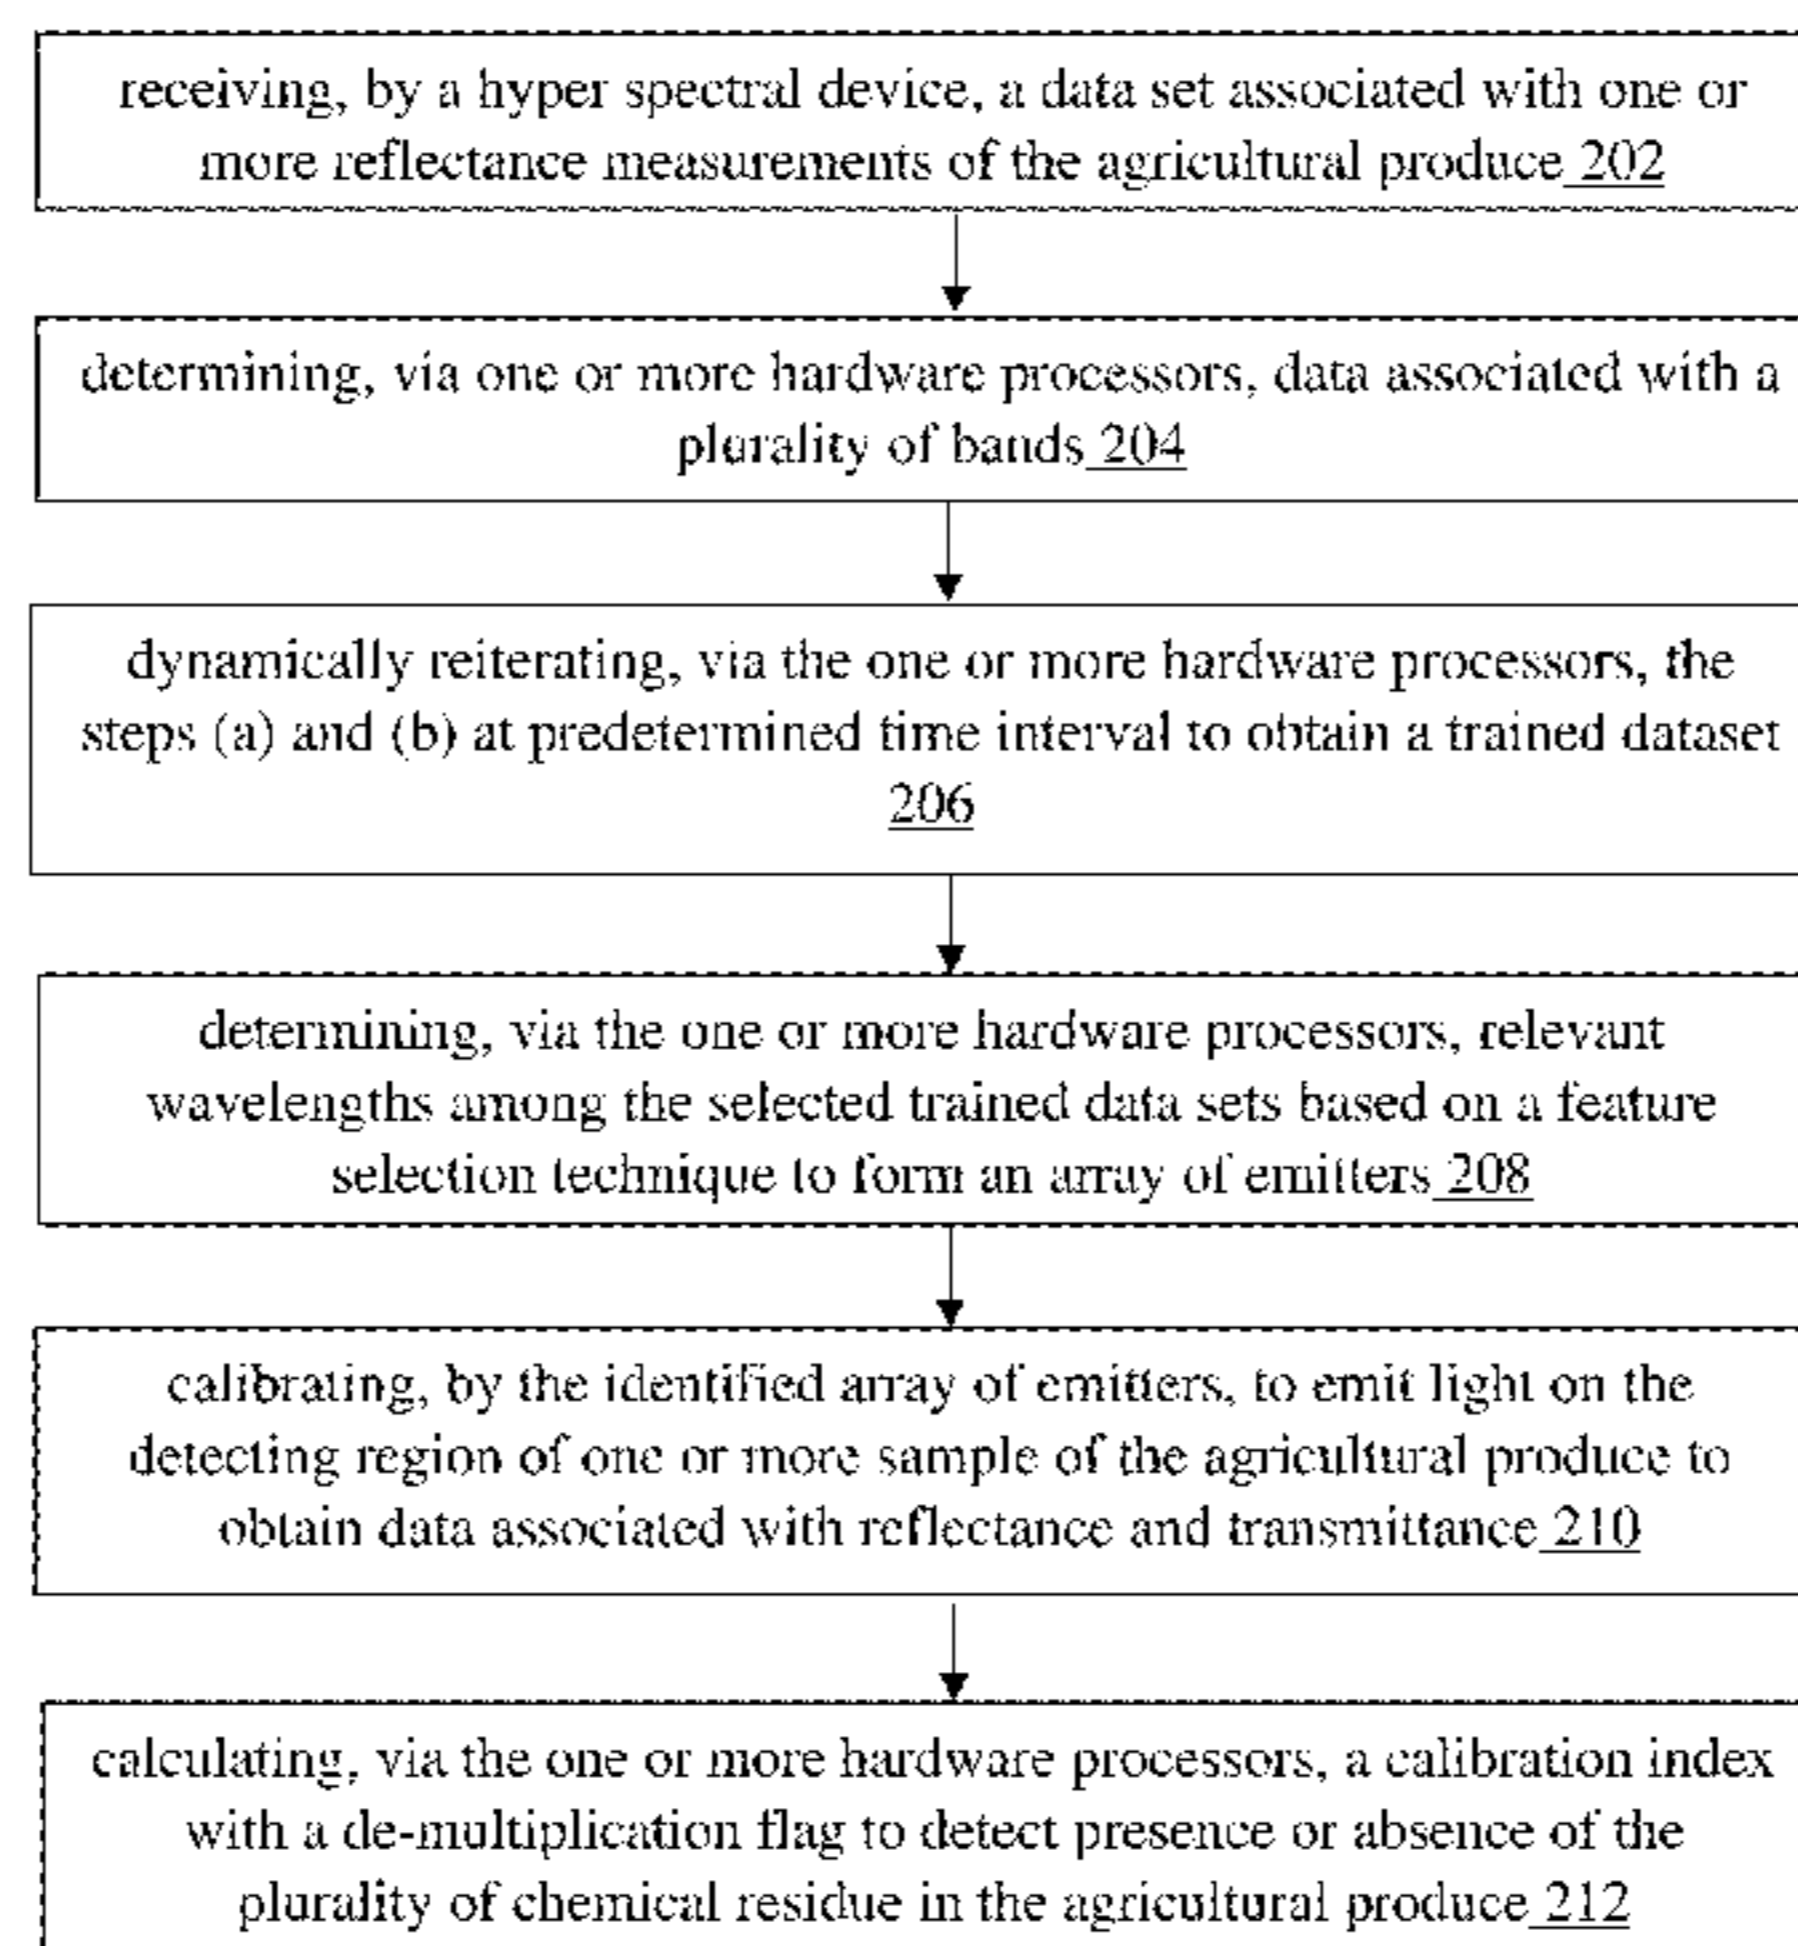 receiving, by a hyper spectral device, a data set associated with one or
more reflectance measurements of the agricultural produce 202
determining, via one or more hardware processors, data associated with a
plurality of bands 204
dynamically reiterating, via the one or more hardware processors, the
steps (a) and (b) at predetermined time interval to obtain a trained dataset
206
determining, via the one or more hardware processors, relevant
wavelengths among the selected trained data sets based on a feature
selection technique to form an array of emitters 208
calibrating, by the identified array of emitters, to emit light on the
detecting region of one or more sample of the agricultural produce to
obtain data associated with reflectance and transmittance 210
calculating, via the one or more hardware processors, a calibration index
with a de-multiplication flag to detect presence or absence of the
plurality of chemical residue in the agricultural produce 212